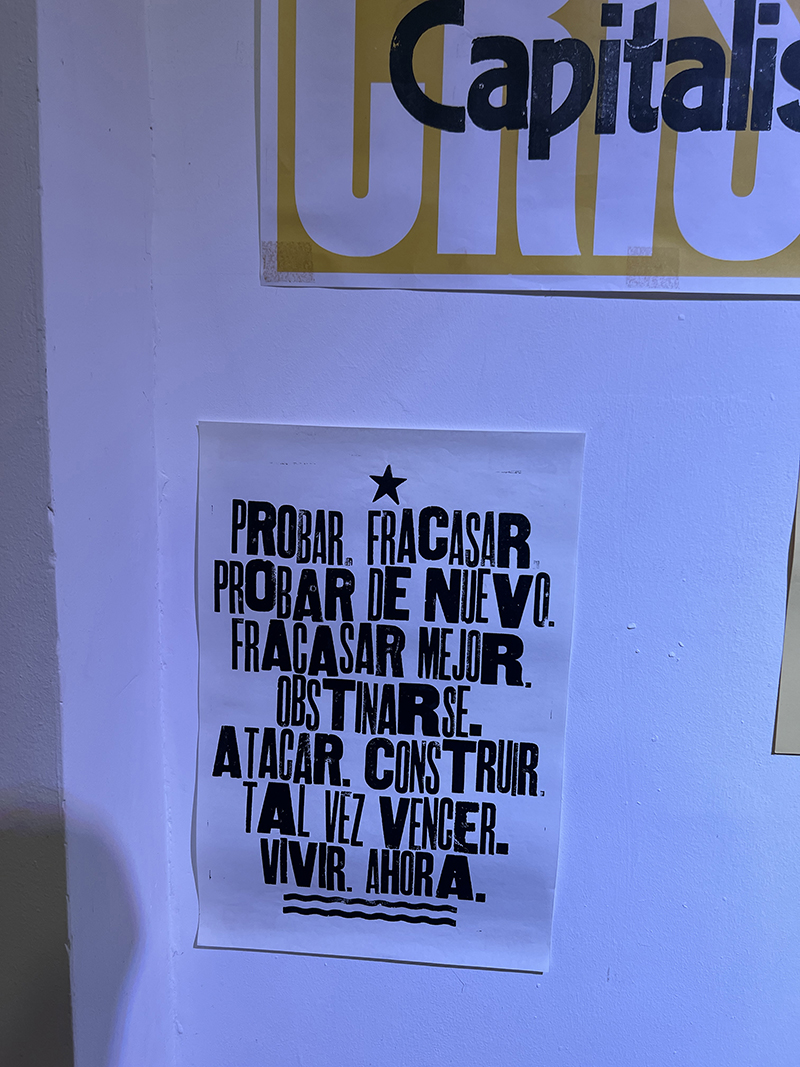 Capitalis
PROBAR. FRACASAR.
PROBAR DE NUEVO.
FRACASAR MEJOR.
OBSTINARSE.
ATACAR. CONSTRUIR.
TAL VEZ VENCER.
VIVIR. AHORA.